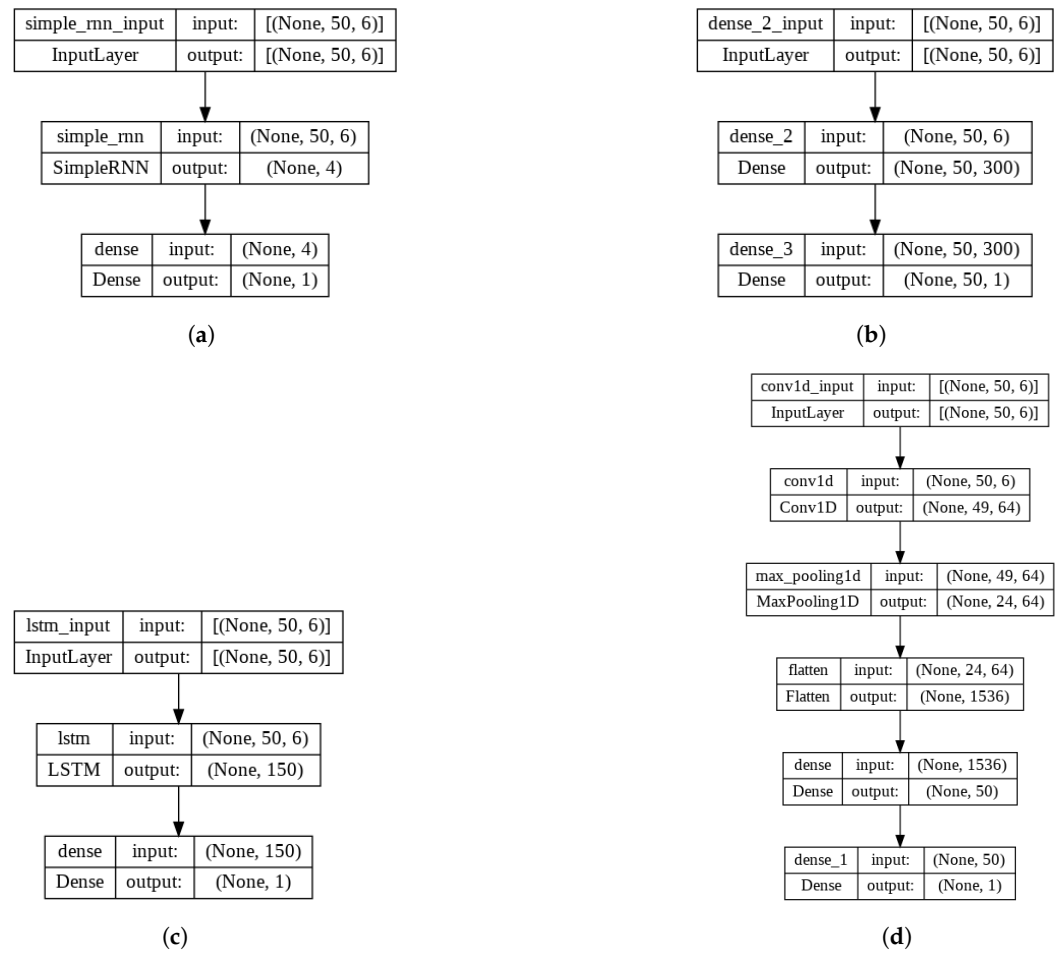 simple_rnn_input input: [(None, 50, 6)]
InputLayer output: [(None, 50, 6)]
simple_rnn input: (None, 50, 6)
SimpleRNN output: (None, 4)
dense input: (None, 4)
Dense output: (None, 1)
(a)
dense_2_input input: [(None, 50, 6)]
InputLayer output: [(None, 50, 6)]
dense_2 input: (None, 50, 6)
Dense output: (None, 50, 300)
dense_3 input: (None, 50, 300)
Dense output: (None, 50, 1)
(b)
lstm_input input: [(None, 50, 6)]
InputLayer output: [(None, 50, 6)]
lstm input: (None, 50, 6)
LSTM output: (None, 150)
dense input: (None, 150)
Dense output: (None, 1)
(c)
conv1d_input input: [(None, 50, 6)]
InputLayer output: [(None, 50, 6)]
conv1d input: (None, 50, 6)
Conv1D output: (None, 49, 64)
max_pooling1d input: (None, 49, 64)
MaxPooling1D output: (None, 24, 64)
flatten input: (None, 24, 64)
Flatten output: (None, 1536)
dense input: (None, 1536)
Dense output: (None, 50)
dense_1 input: (None, 50)
Dense output: (None, 1)
(d)